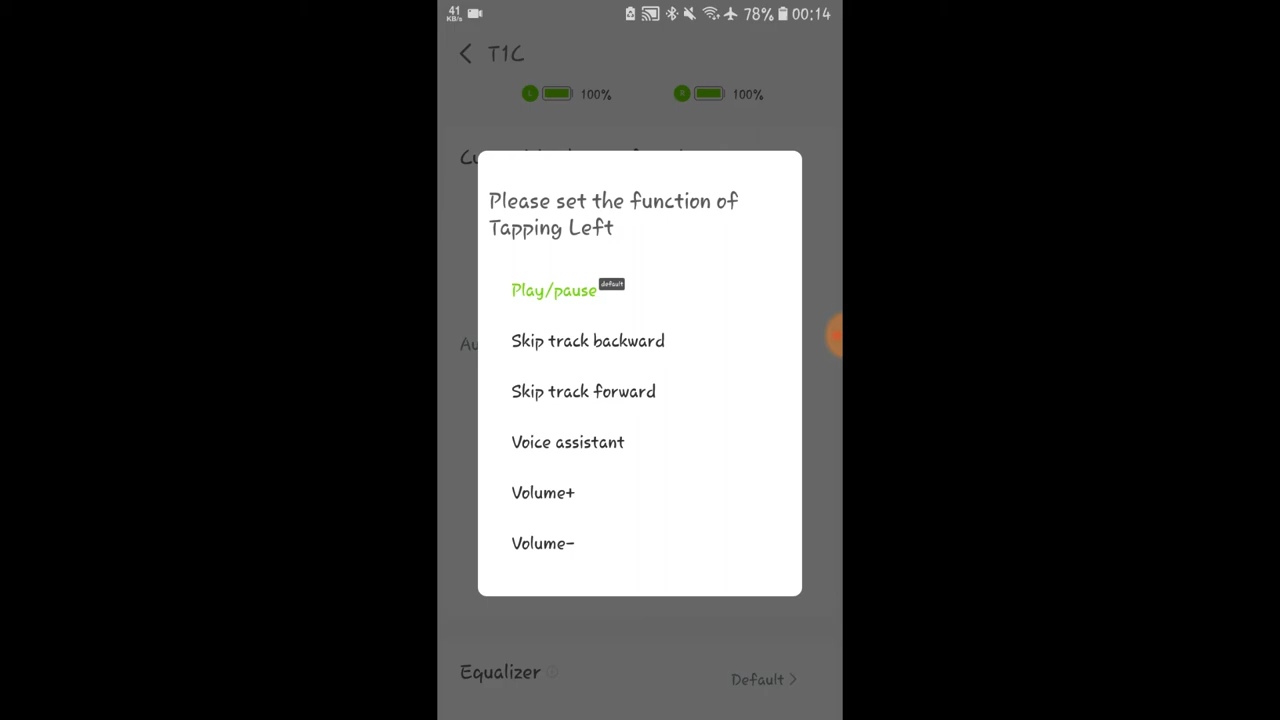 41
KB/s
78% 00:14
T1C
L 100% R 100%
Please set the function of
Tapping Left
Play/pause default
Skip track backward
Skip track forward
Voice assistant
Volume+
Volume-
Equalizer
Default >